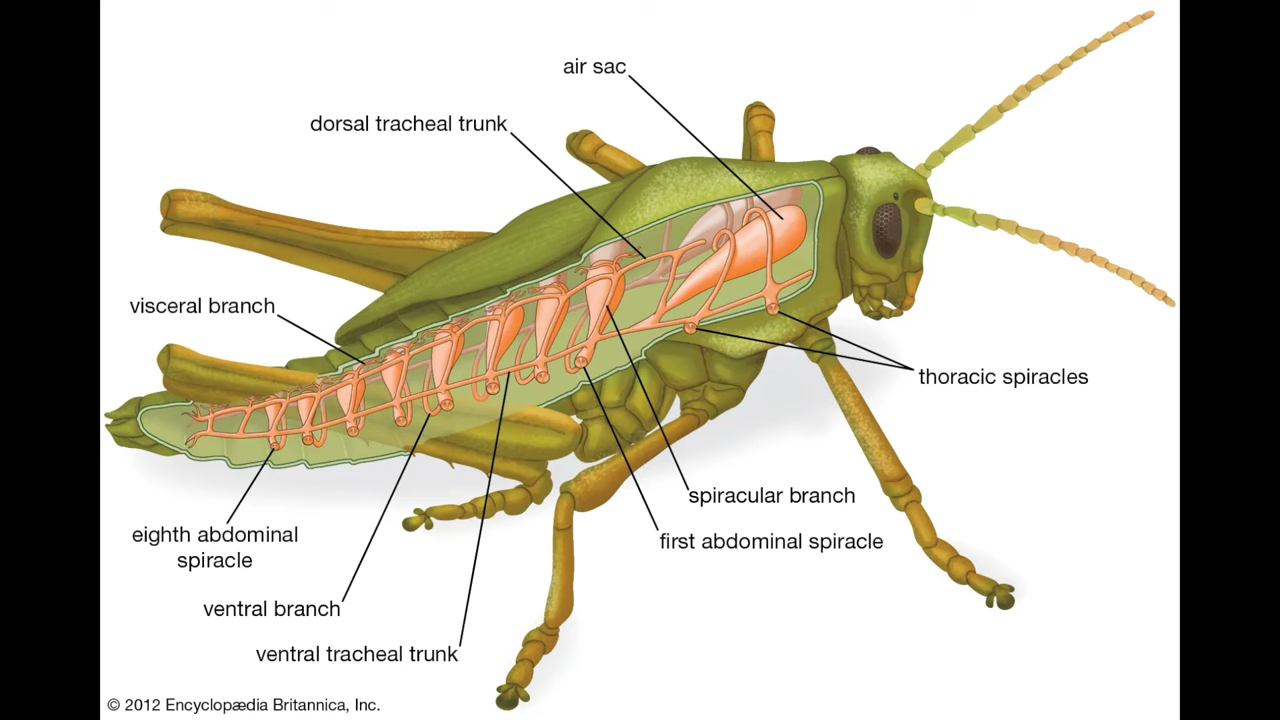 air sac
dorsal tracheal trunk
visceral branch
thoracic spiracles
spiracular branch
first abdominal spiracle
eighth abdominal
spiracle
ventral branch
ventral tracheal trunk
© 2012 Encyclopædia Britannica, Inc.